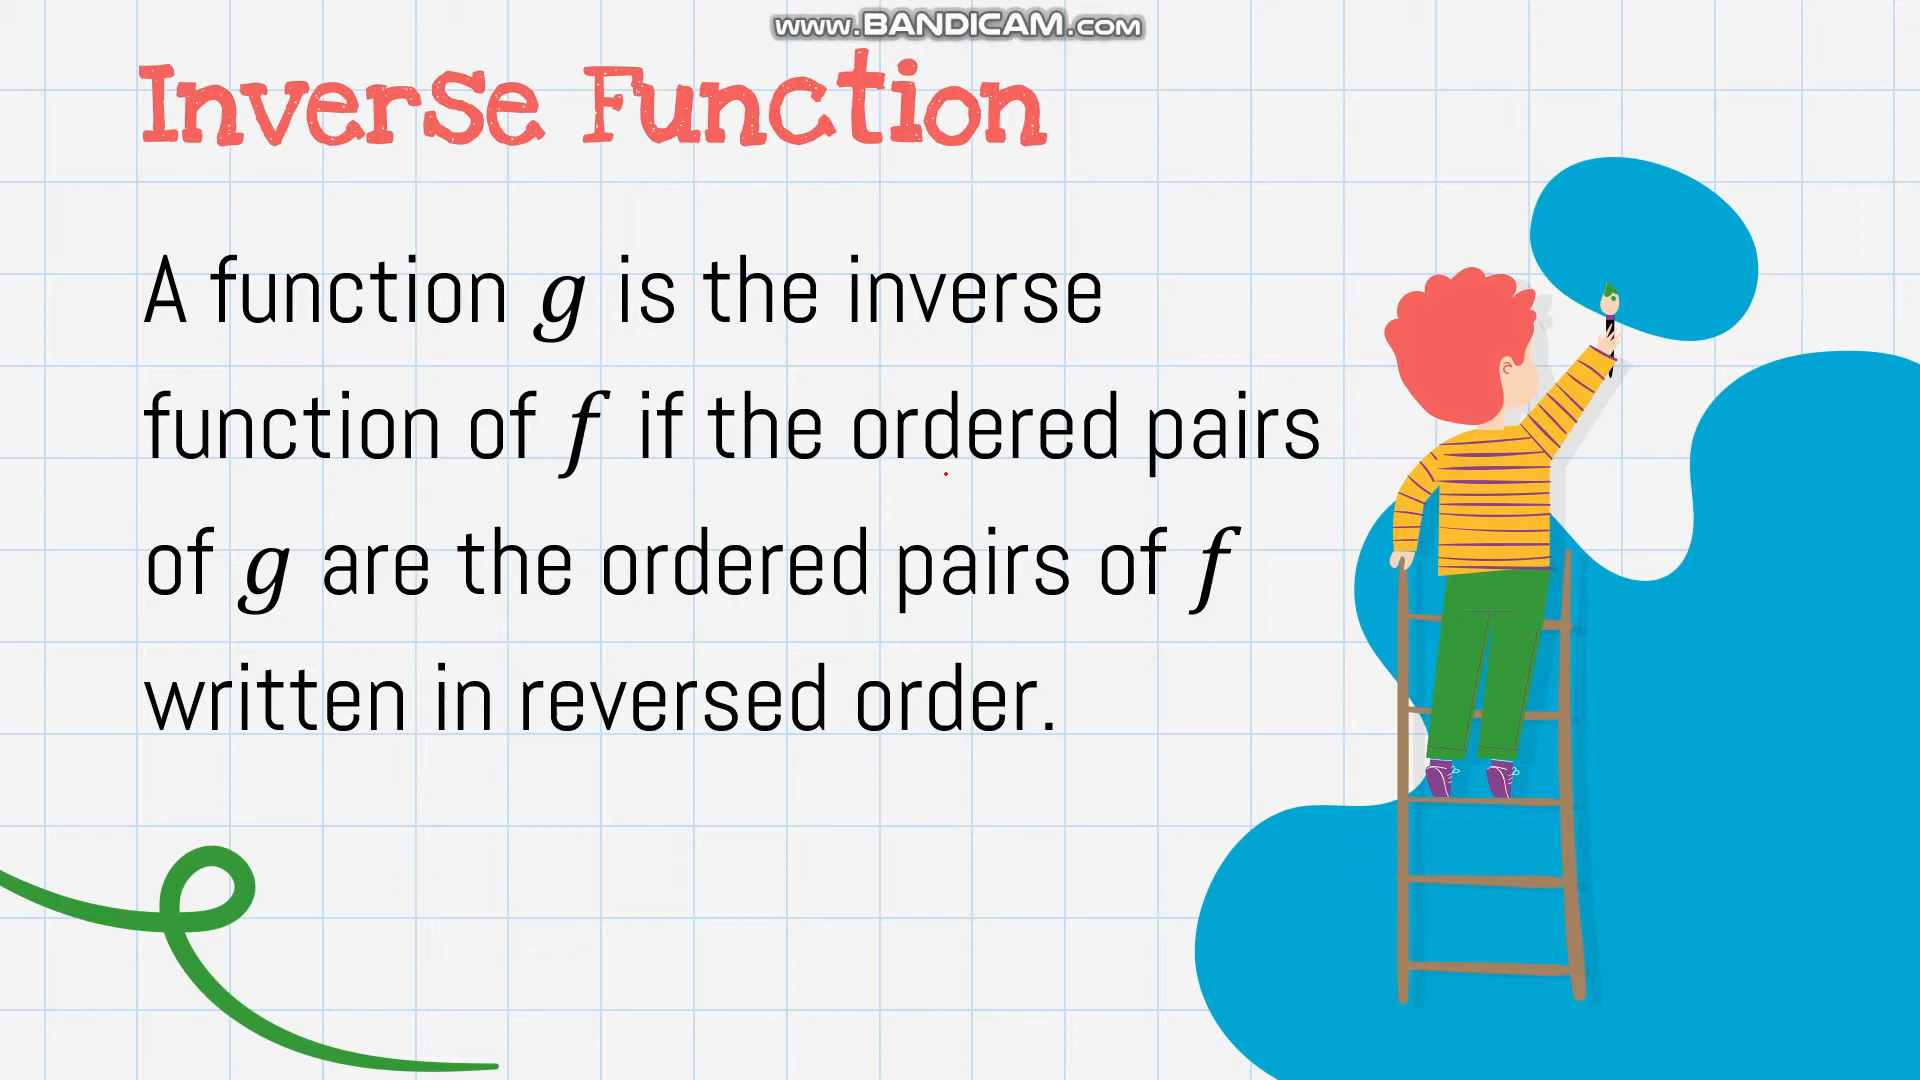 www.BANDICAM.com
Inverse Function
A function g is the inverse
function of f if the ordered pairs
of g are the ordered pairs of f
written in reversed order.